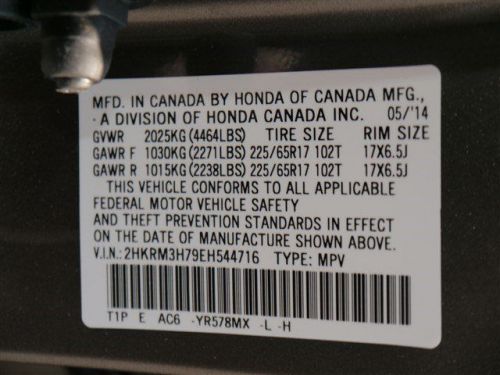 MFD. IN CANADA BY HONDA OF CANADA MFG.,
A DIVISION OF HONDA CANADA INC. 05/'14
GVWR 2025KG(4464LBS) TIRE SIZE RIM SIZE
GAWR F 1030KG(2271LBS) 225/65R17 102T 17X6.5J
GAWR R 1015KG(2238LBS) 225/65R17 102T 17X6.5J
THIS VEHICLE CONFORMS TO ALL APPLICABLE
FEDERAL MOTOR VEHICLE SAFETY
AND THEFT PREVENTION STANDARDS IN EFFECT
ON THE DATE OF MANUFACTURE SHOWN ABOVE.
V.I.N.:2HKRM3H79EH544716 TYPE: MPV
T1P E AC6 -YR578MX -L -H